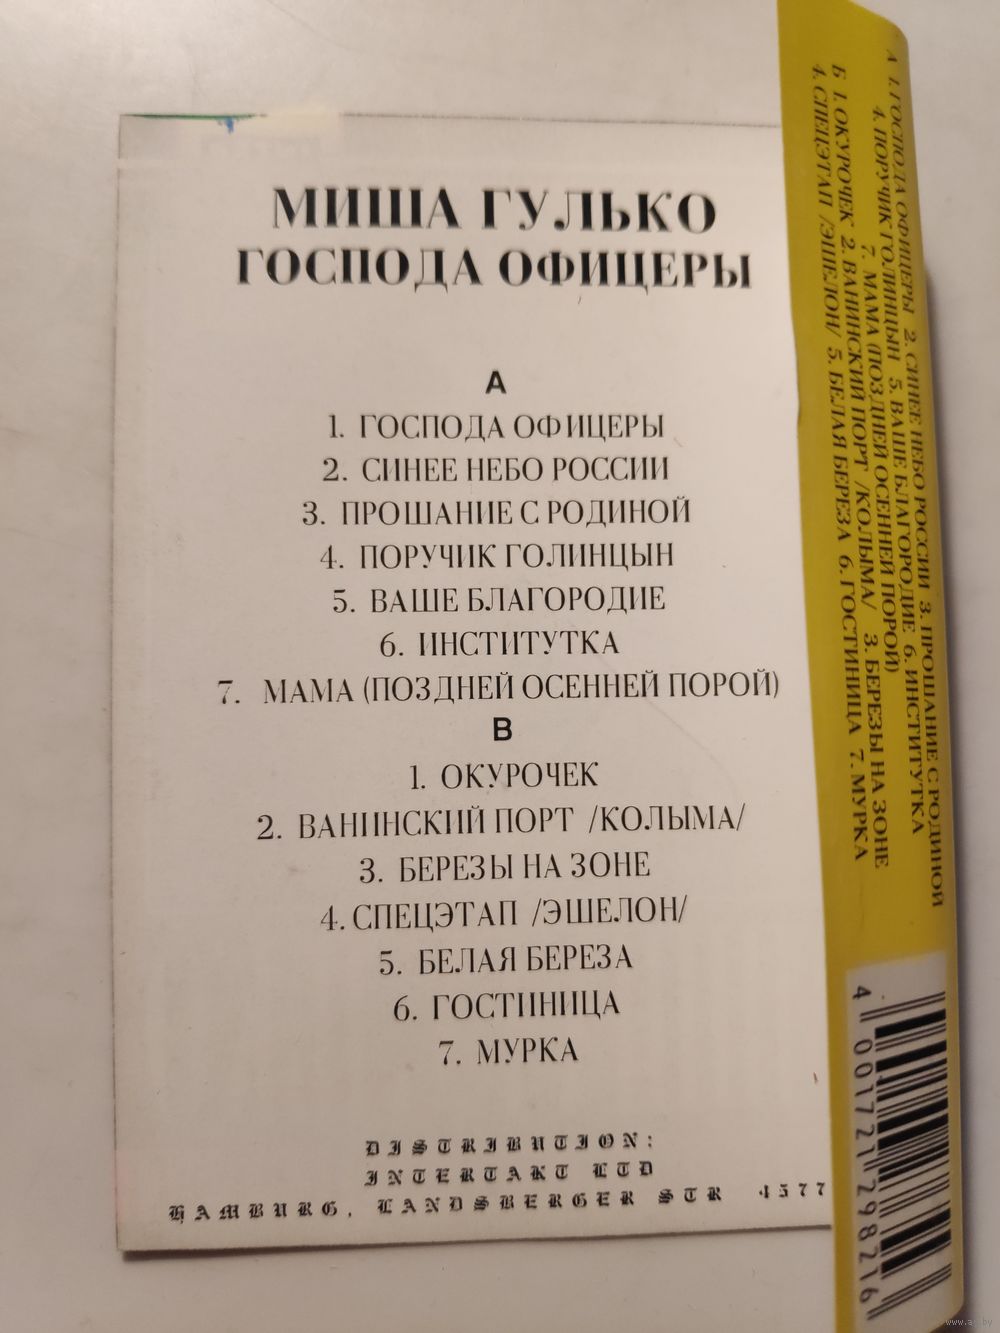 МИША ГУЛЬКО
ГОСПОДА ОФИЦЕРЫ
A
1. ГОСПОДА ОФИЦЕРЫ
2. СИНЕЕ НЕБО РОССИИ
3. ПРОШАНИЕ С РОДИНОЙ
4. ПОРУЧИК ГОЛИНЦЫН
5. ВАШЕ БЛАГОРОДИЕ
6. ИНСТИТУТКА
7. МАМА (ПОЗДНЕЙ ОСЕННЕЙ ПОРОЙ)
B
1. ОКУРОЧЕК
2. ВАНИНСКИЙ ПОРТ /КОЛЫМА/
3. БЕРЕЗЫ НА ЗОНЕ
4. СПЕЦЭТАП /ЭШЕЛОН/
5. БЕЛАЯ БЕРЕЗА
6. ГОСТИНИЦА
7. МУРКА
DISTRIBUTION:
INTERTAKT LTD
HAMBURG, LANDSBERGER STR 4577
А 1. ГОСПОДА ОФИЦЕРЫ 2. СИНЕЕ НЕБО РОССИИ 3. ПРОШАНИЕ С РОДИНОЙ
4. ПОРУЧИК ГОЛИНЦЫН 5. ВАШЕ БЛАГОРОДИЕ 6. ИНСТИТУТКА
7. МАМА (ПОЗДНЕЙ ОСЕННЕЙ ПОРОЙ)
Б 1. ОКУРОЧЕК 2. ВАНИНСКИЙ ПОРТ /КОЛЫМА/ 3. БЕРЕЗЫ НА ЗОНЕ
4. СПЕЦЭТАП /ЭШЕЛОН/ 5. БЕЛАЯ БЕРЕЗА 6. ГОСТИНИЦА 7. МУРКА
4 001721 298216
www.ay.by